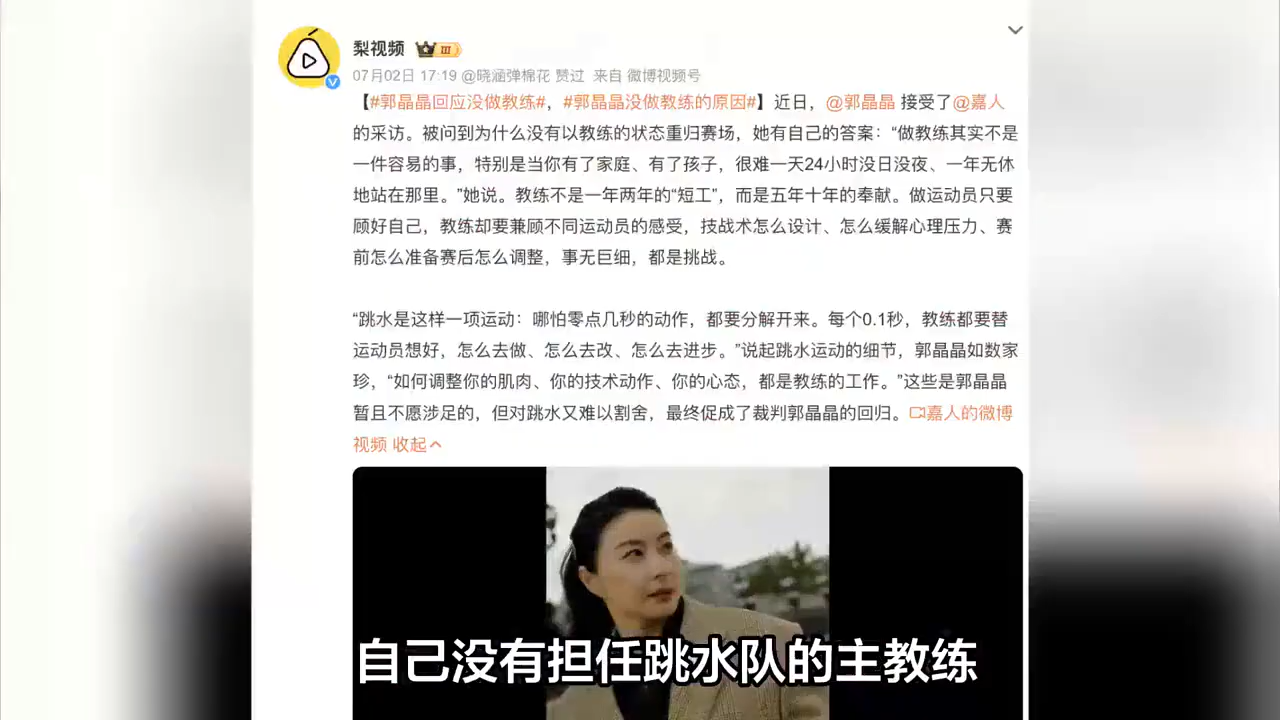 梨视频 III
07月02日 17:19 @晓涵弹棉花 赞过 来自 微博视频号
【#郭晶晶回应没做教练#，#郭晶晶没做教练的原因#】近日，@郭晶晶 接受了@嘉人
的采访。被问到为什么没有以教练的状态重归赛场，她有自己的答案：“做教练其实不是
一件容易的事，特别是当你有了家庭、有了孩子，很难一天24小时没日没夜、一年无休
地站在那里。”她说。教练不是一年两年的“短工”，而是五年十年的奉献。做运动员只要
顾好自己，教练却要兼顾不同运动员的感受，技战术怎么设计、怎么缓解心理压力、赛
前怎么准备赛后怎么调整，事无巨细，都是挑战。
“跳水是这样一项运动：哪怕零点几秒的动作，都要分解开来。每个0.1秒，教练都要替
运动员想好，怎么去做、怎么去改、怎么去进步。”说起跳水运动的细节，郭晶晶如数家
珍，“如何调整你的肌肉、你的技术动作、你的心态，都是教练的工作。”这些是郭晶晶
暂且不愿涉足的，但对跳水又难以割舍，最终促成了裁判郭晶晶的回归。嘉人的微博
视频 收起
自己没有担任跳水队的主教练